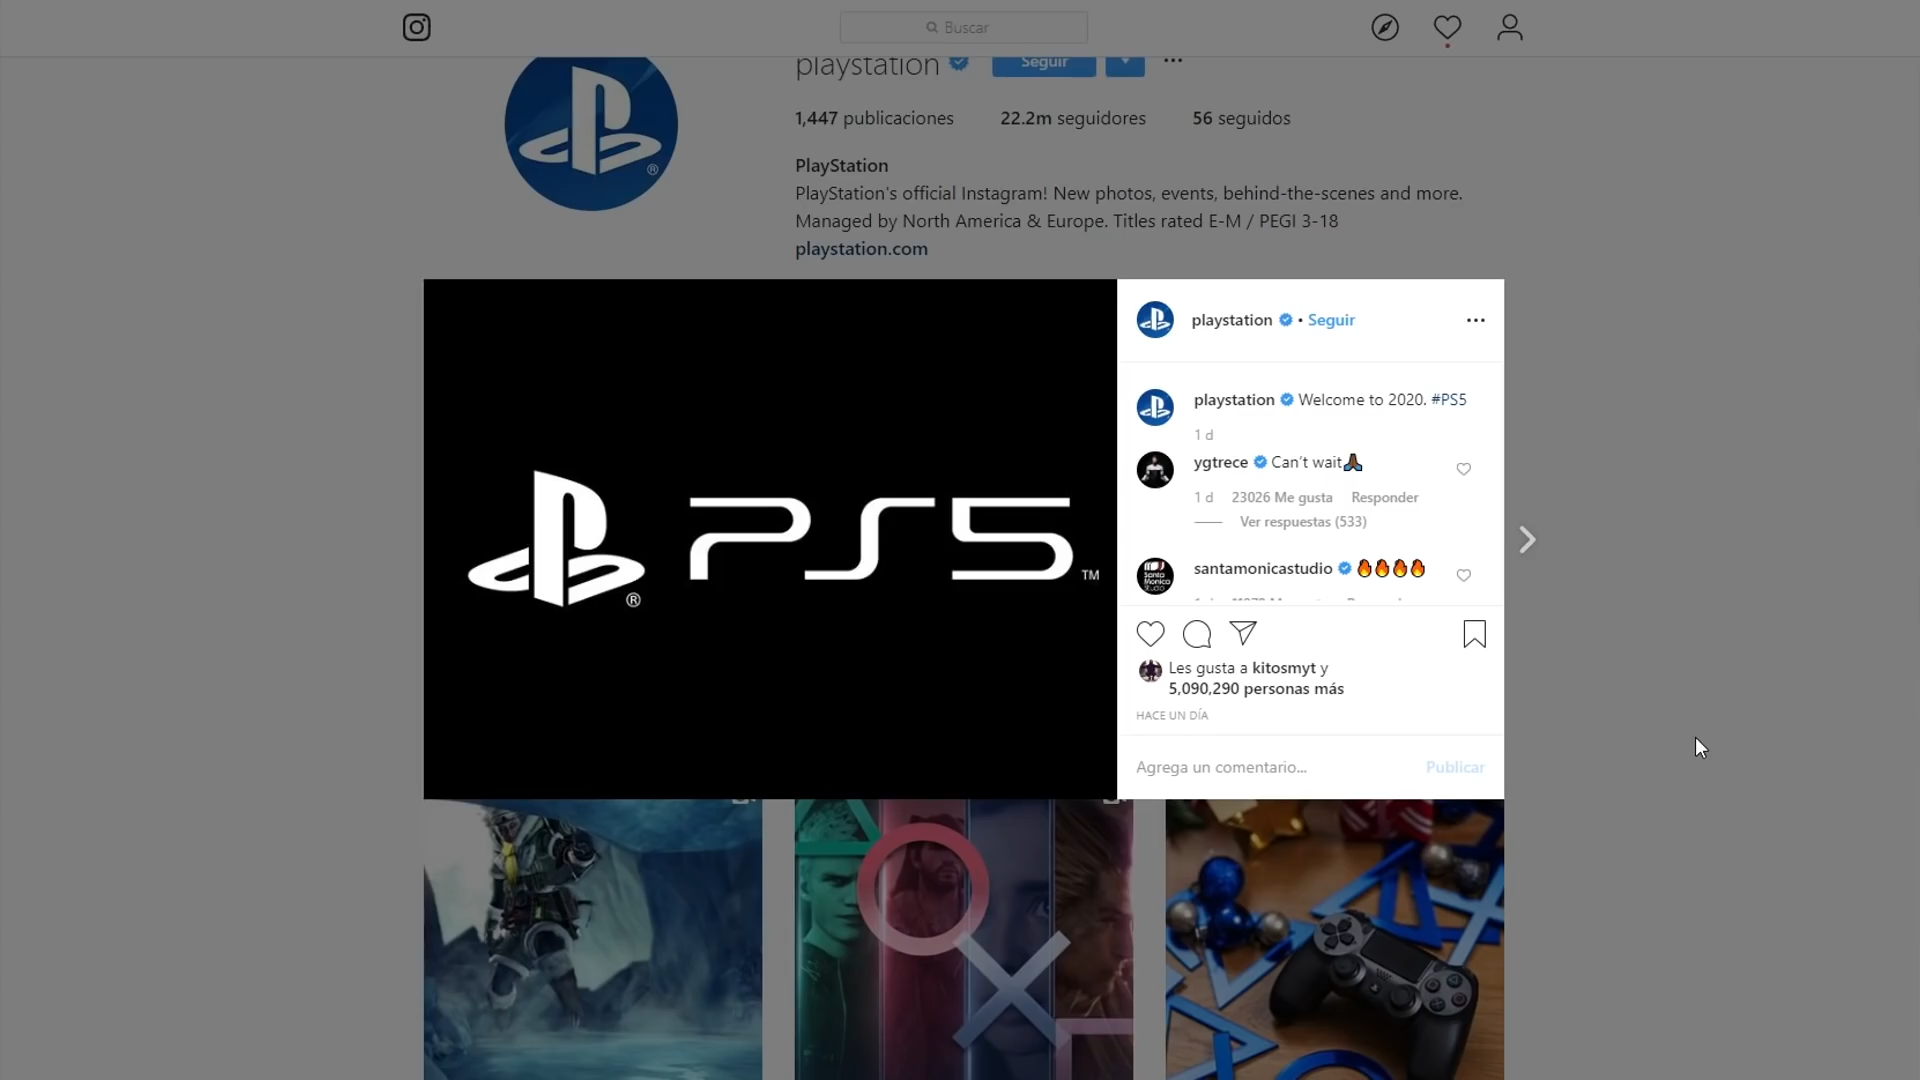 Buscar
playstation
Seguir
1,447 publicaciones 22.2m seguidores 56 seguidos
PlayStation
PlayStation's official Instagram! New photos, events, behind-the-scenes and more.
Managed by North America & Europe. Titles rated E-M / PEGI 3-18
playstation.com
PS5 TM
®
playstation • Seguir
playstation Welcome to 2020. #PS5
1 d
ygtrece Can't wait🙏🏾
1 d 23026 Me gusta Responder
Ver respuestas (533)
santamonicastudio 🔥🔥🔥🔥
Santa
Monica
Studio
Les gusta a kitosmyt y
5,090,290 personas más
HACE UN DÍA
Agrega un comentario... Publicar